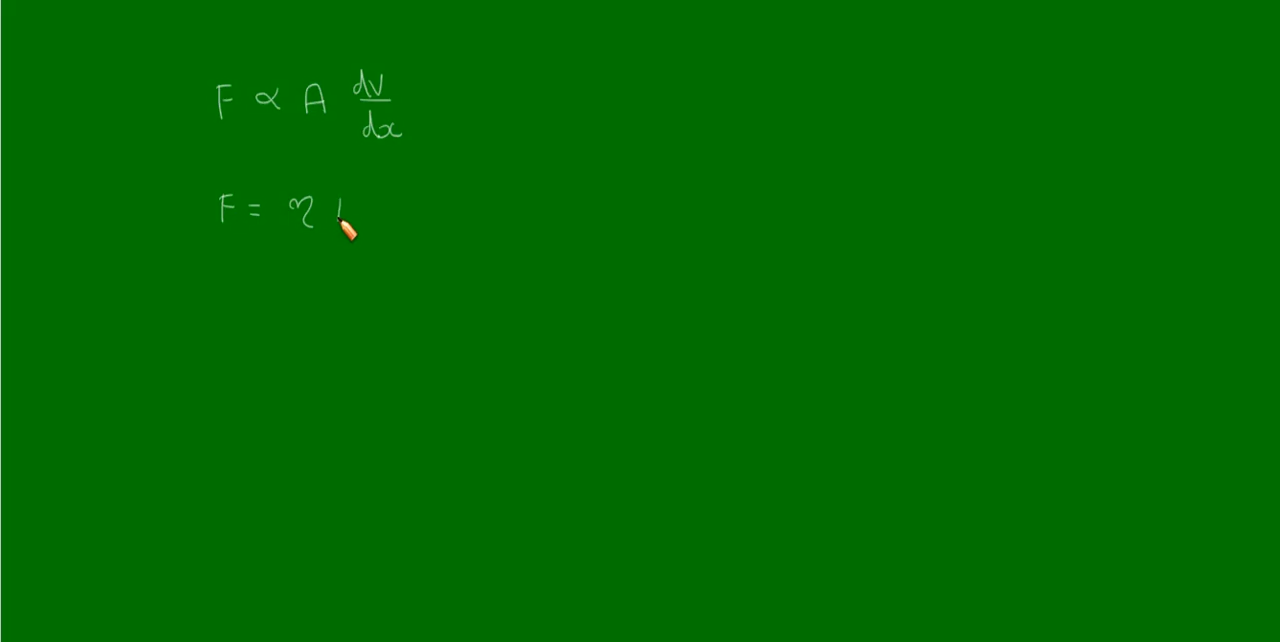 F ∝ A dv/dx
F = η